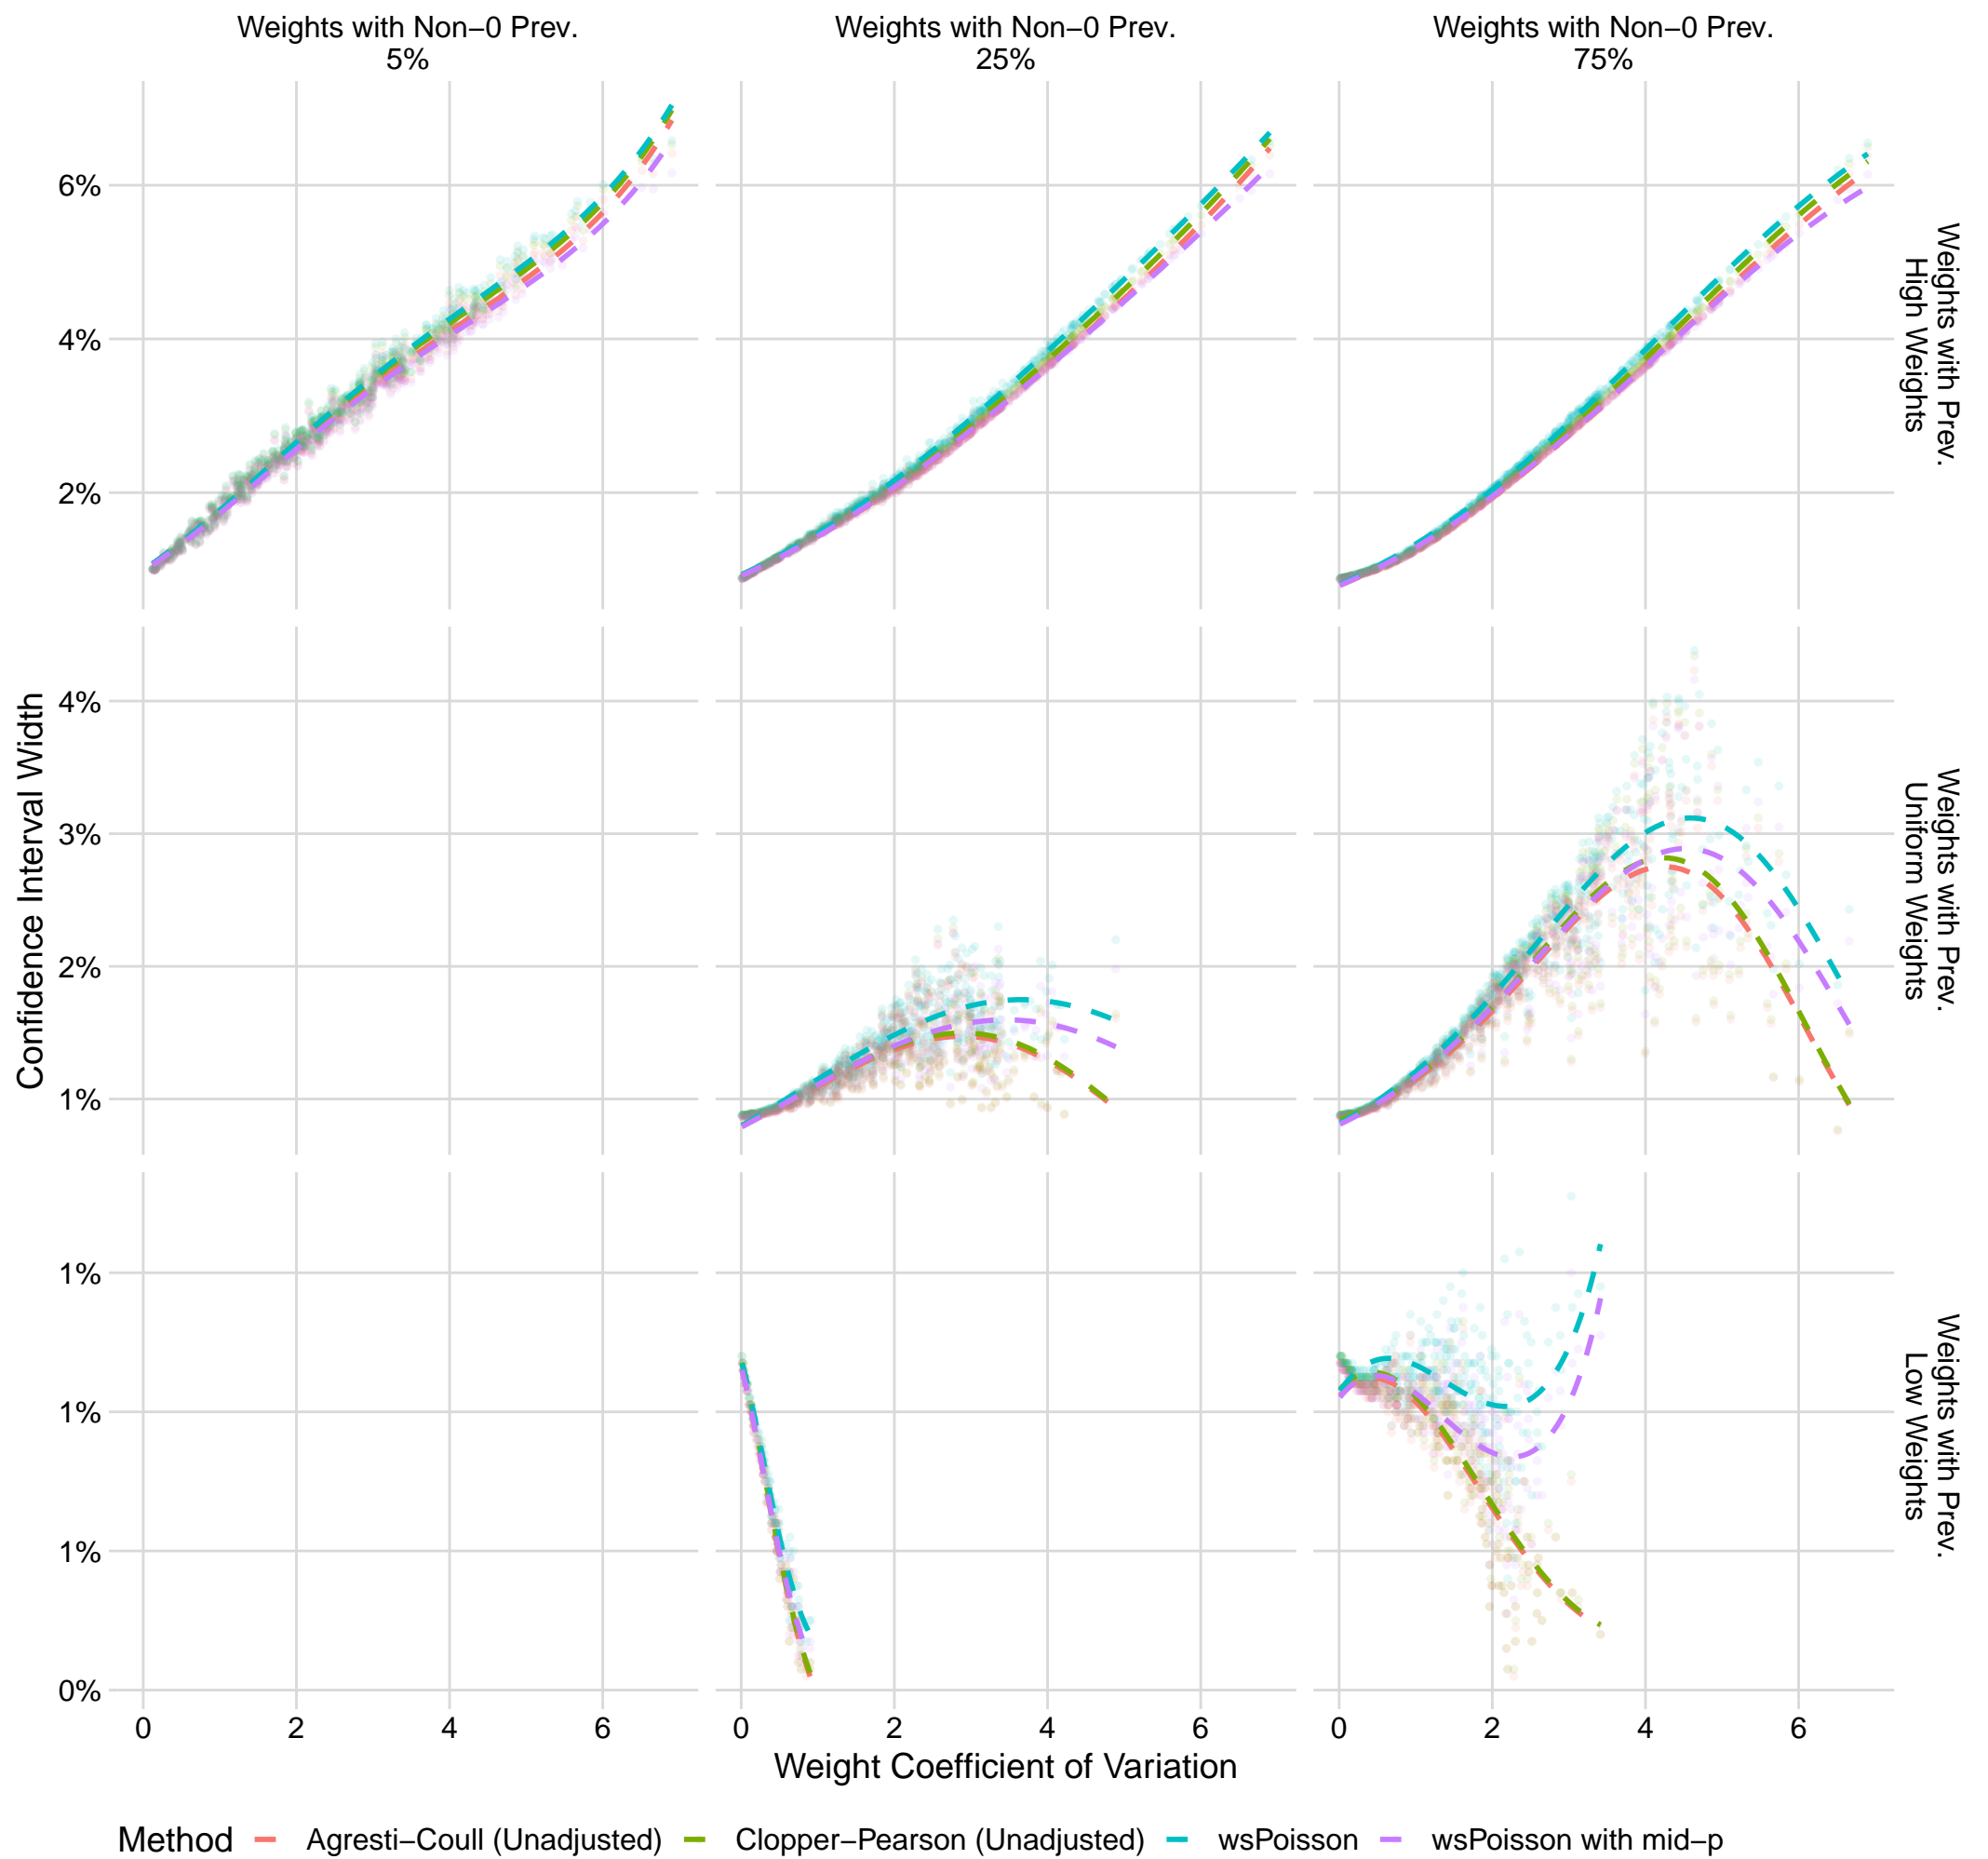 Weights with Non−0 Prev.
5%
Weights with Non−0 Prev.
25%
Weights with Non−0 Prev.
75%
6%
4%
2%
Weights with Prev.
High Weights
Confidence Interval Width
4%
3%
2%
1%
Weights with Prev.
Uniform Weights
1%
1%
1%
0%
Weights with Prev.
Low Weights
0 2 4 6 0 2 4 6 0 2 4 6
Weight Coefficient of Variation
Method Agresti−Coull (Unadjusted) Clopper−Pearson (Unadjusted) wsPoisson wsPoisson with mid−p